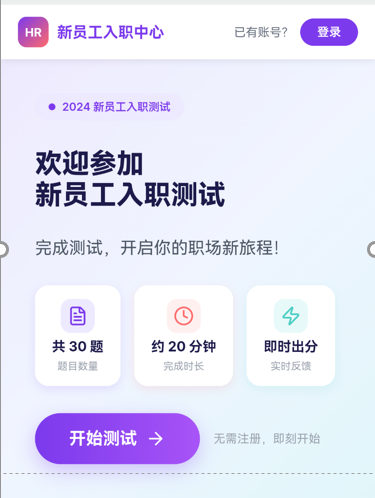 HR 新员工入职中心 已有账号? 登录
2024 新员工入职测试
欢迎参加
新员工入职测试
完成测试，开启你的职场新旅程!
共 30 题 约 20 分钟 即时出分
题目数量 完成时长 实时反馈
开始测试 → 无需注册，即刻开始